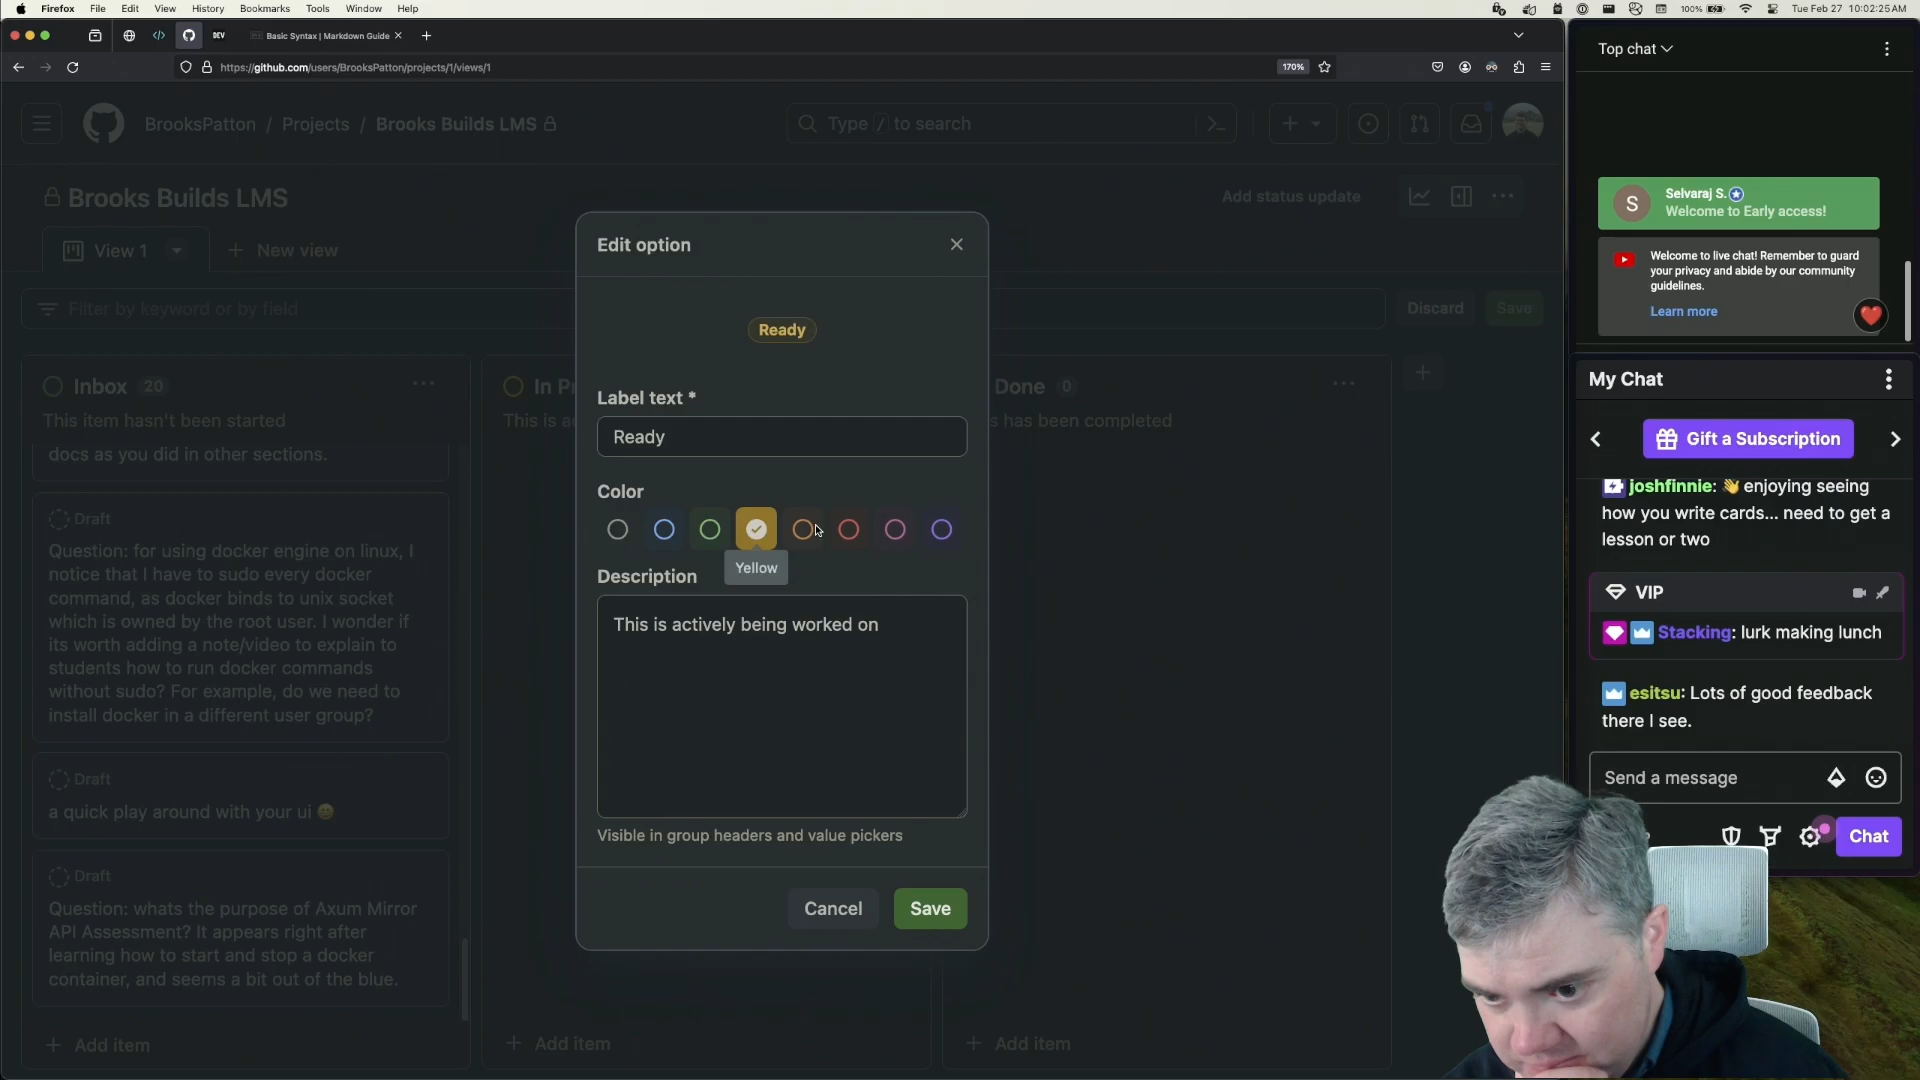 Firefox File Edit View History Bookmarks Tools Window Help
100% Tue Feb 27 10:02:25 AM
DEV Basic Syntax | Markdown Guide
https://github.com/users/BrooksPatton/projects/1/views/1
170%
BrooksPatton / Projects / Brooks Builds LMS
Type / to search
Brooks Builds LMS
Add status update
View 1
New view
Filter by keyword or by field
Discard
Save
Inbox 20
This item hasn't been started
docs as you did in other sections.
Draft
Question: for using docker engine on linux, I
notice that I have to sudo every docker
command, as docker binds to unix socket
which is owned by the root user. I wonder if
its worth adding a note/video to explain to
students how to run docker commands
without sudo? For example, do we need to
install docker in a different user group?
Draft
a quick play around with your ui 😄
Draft
Question: whats the purpose of Axum Mirror
API Assessment? It appears right after
learning how to start and stop a docker
container, and seems a bit out of the blue.
+ Add item
In P
This is a
+ Add item
Done 0
s has been completed
+ Add item
Edit option
Ready
Label text *
Ready
Color
Yellow
Description
This is actively being worked on
Visible in group headers and value pickers
Cancel
Save
Top chat
S
Selvaraj S.
Welcome to Early access!
Welcome to live chat! Remember to guard
your privacy and abide by our community
guidelines.
Learn more
My Chat
Gift a Subscription
joshfinnie: 👋 enjoying seeing
how you write cards... need to get a
lesson or two
VIP
Stacking: lurk making lunch
esitsu: Lots of good feedback
there I see.
Send a message
Chat